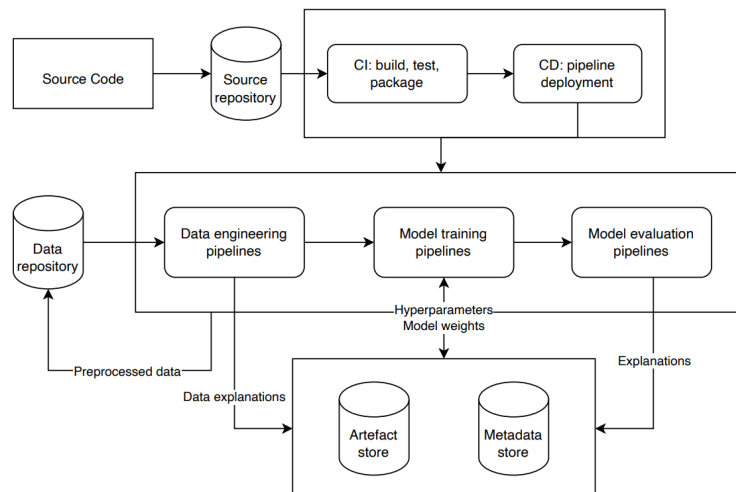 Source Code
Source
repository
CI: build, test,
package
CD: pipeline
deployment
Data
repository
Data engineering
pipelines
Model training
pipelines
Model evaluation
pipelines
Hyperparameters
Model weights
Preprocessed data
Data explanations
Explanations
Artefact
store
Metadata
store